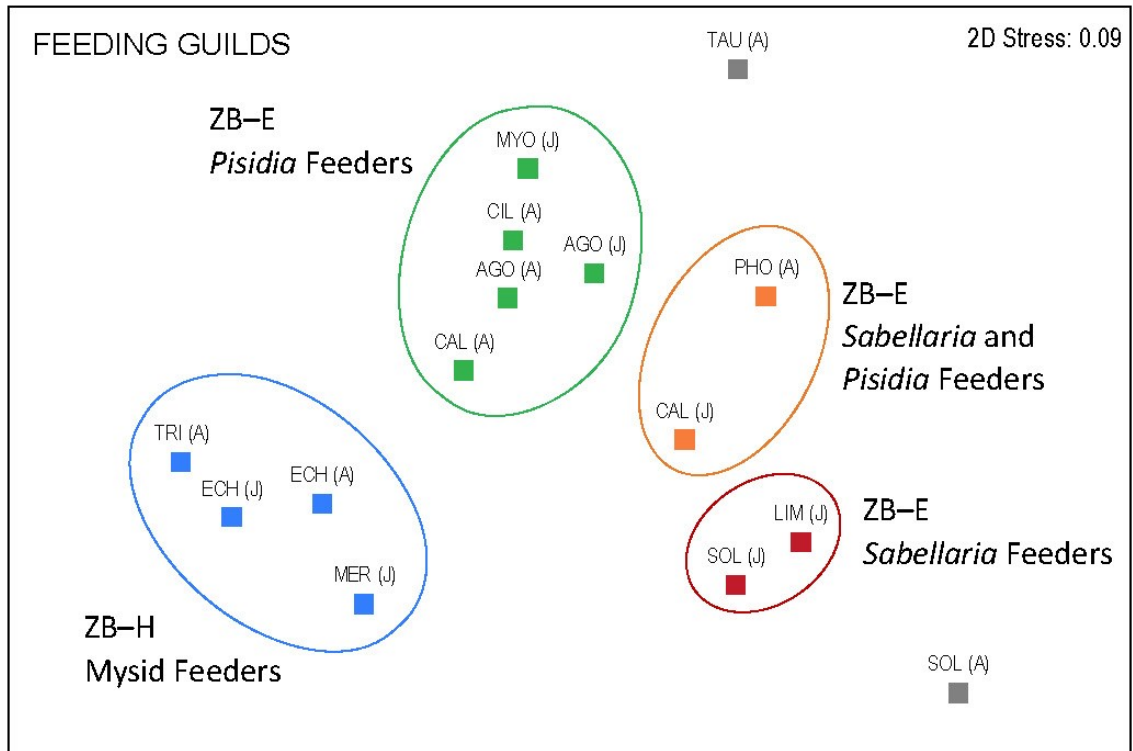 FEEDING GUILDS
2D Stress: 0.09
TAU (A)
ZB–E
Pisidia Feeders
MYO (J)
CIL (A)
AGO (J)
AGO (A)
CAL (A)
PHO (A)
CAL (J)
ZB–E
Sabellaria and
Pisidia Feeders
TRI (A)
ECH (J)
ECH (A)
MER (J)
ZB–H
Mysid Feeders
LIM (J)
SOL (J)
ZB–E
Sabellaria Feeders
SOL (A)